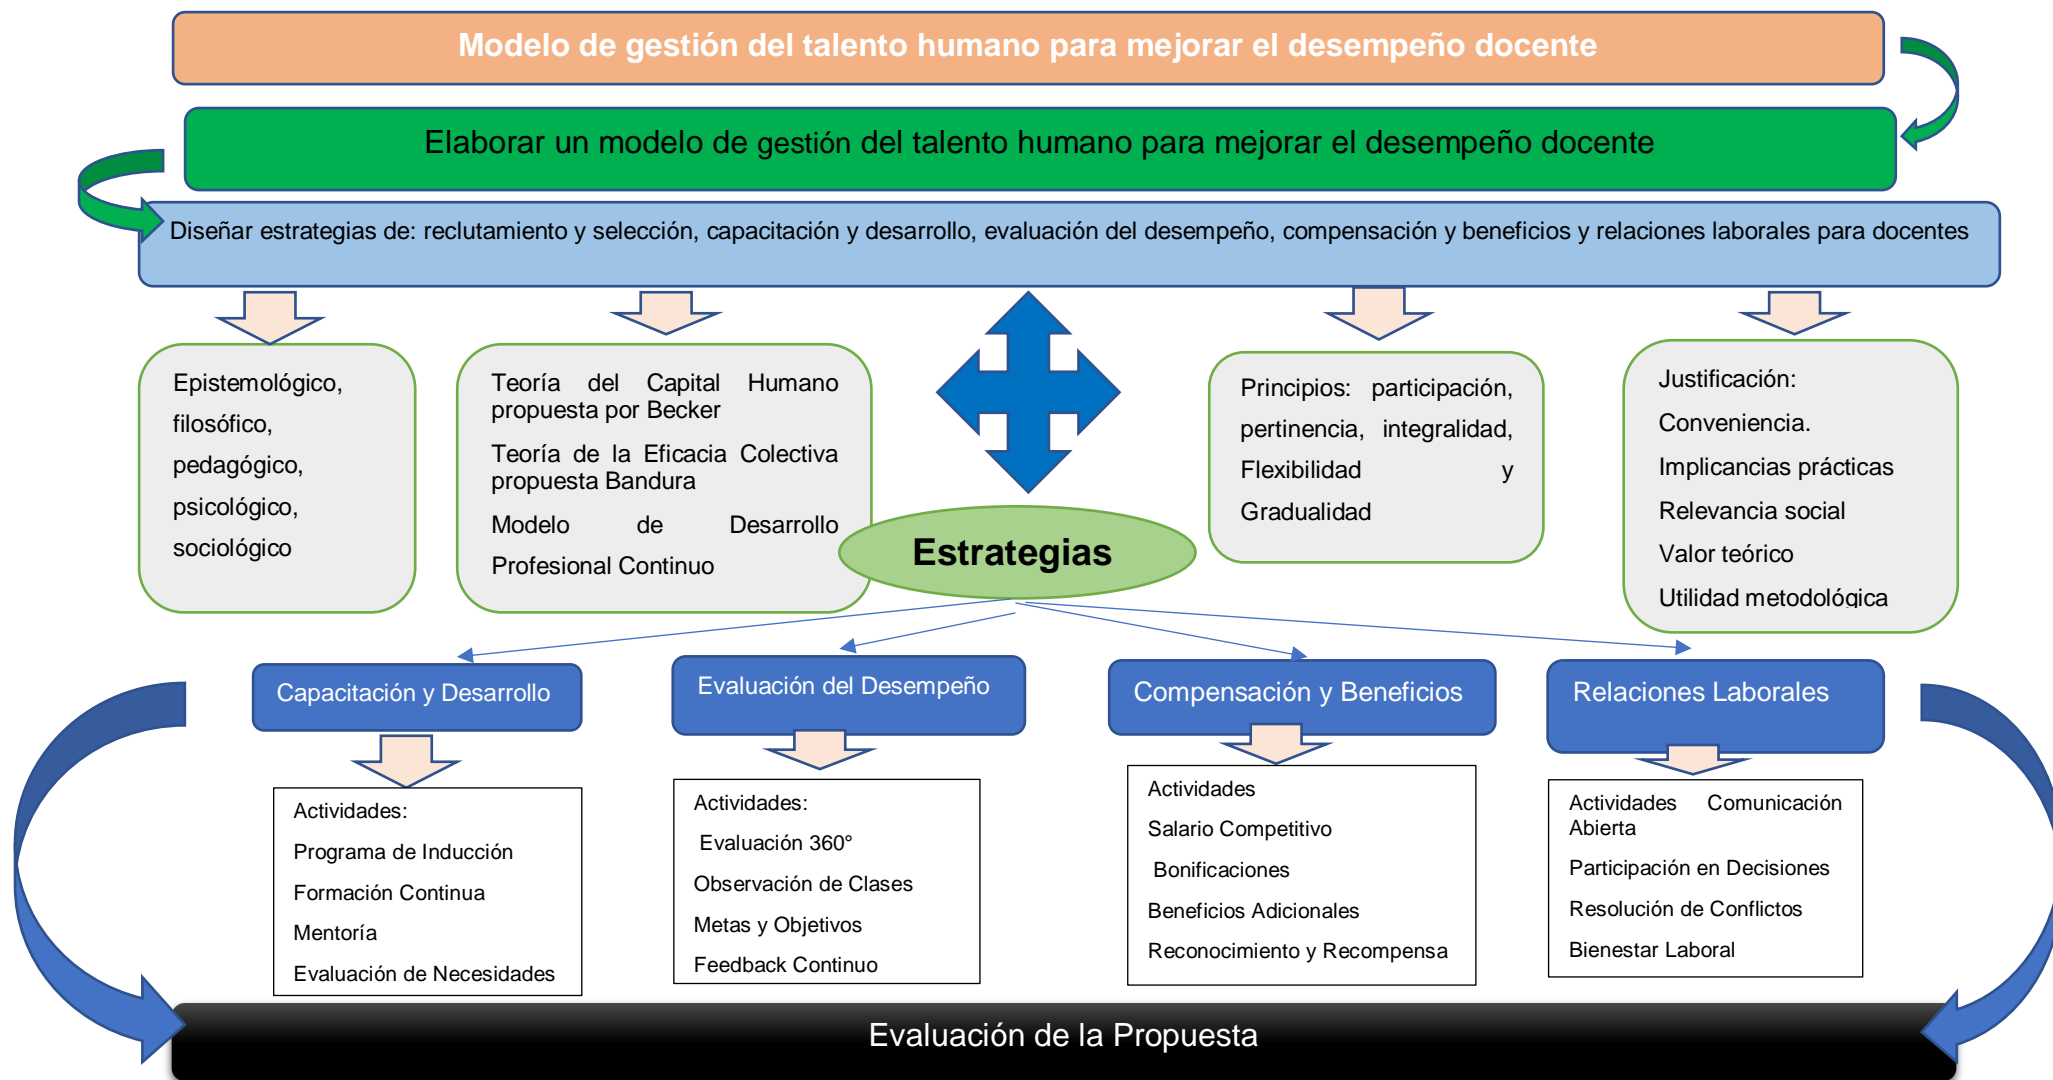 Modelo de gestión del talento humano para mejorar el desempeño docente
Elaborar un modelo de gestión del talento humano para mejorar el desempeño docente
Diseñar estrategias de: reclutamiento y selección, capacitación y desarrollo, evaluación del desempeño, compensación y beneficios y relaciones laborales para docentes
Epistemológico,
filosófico,
pedagógico,
psicológico,
sociológico
Teoría del Capital Humano
propuesta por Becker
Teoría de la Eficacia Colectiva
propuesta Bandura
Modelo de Desarrollo
Profesional Continuo
Principios: participación,
pertinencia, integralidad,
Flexibilidad y
Gradualidad
Justificación:
Conveniencia.
Implicancias prácticas
Relevancia social
Valor teórico
Utilidad metodológica
Estrategias
Capacitación y Desarrollo
Evaluación del Desempeño
Compensación y Beneficios
Relaciones Laborales
Actividades:
Programa de Inducción
Formación Continua
Mentoría
Evaluación de Necesidades
Actividades:
Evaluación 360°
Observación de Clases
Metas y Objetivos
Feedback Continuo
Actividades
Salario Competitivo
Bonificaciones
Beneficios Adicionales
Reconocimiento y Recompensa
Actividades Comunicación
Abierta
Participación en Decisiones
Resolución de Conflictos
Bienestar Laboral
Evaluación de la Propuesta